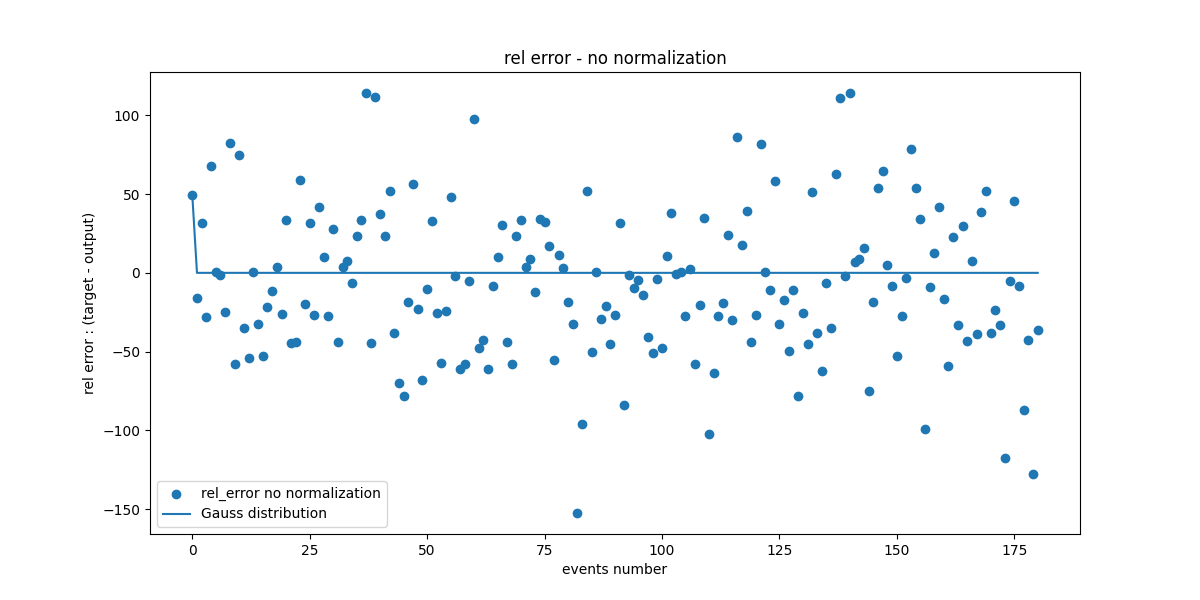 rel error - no normalization
rel error : (target - output)
100
50
0
−50
−100
−150
rel_error no normalization
Gauss distribution
0 25 50 75 100 125 150 175
events number